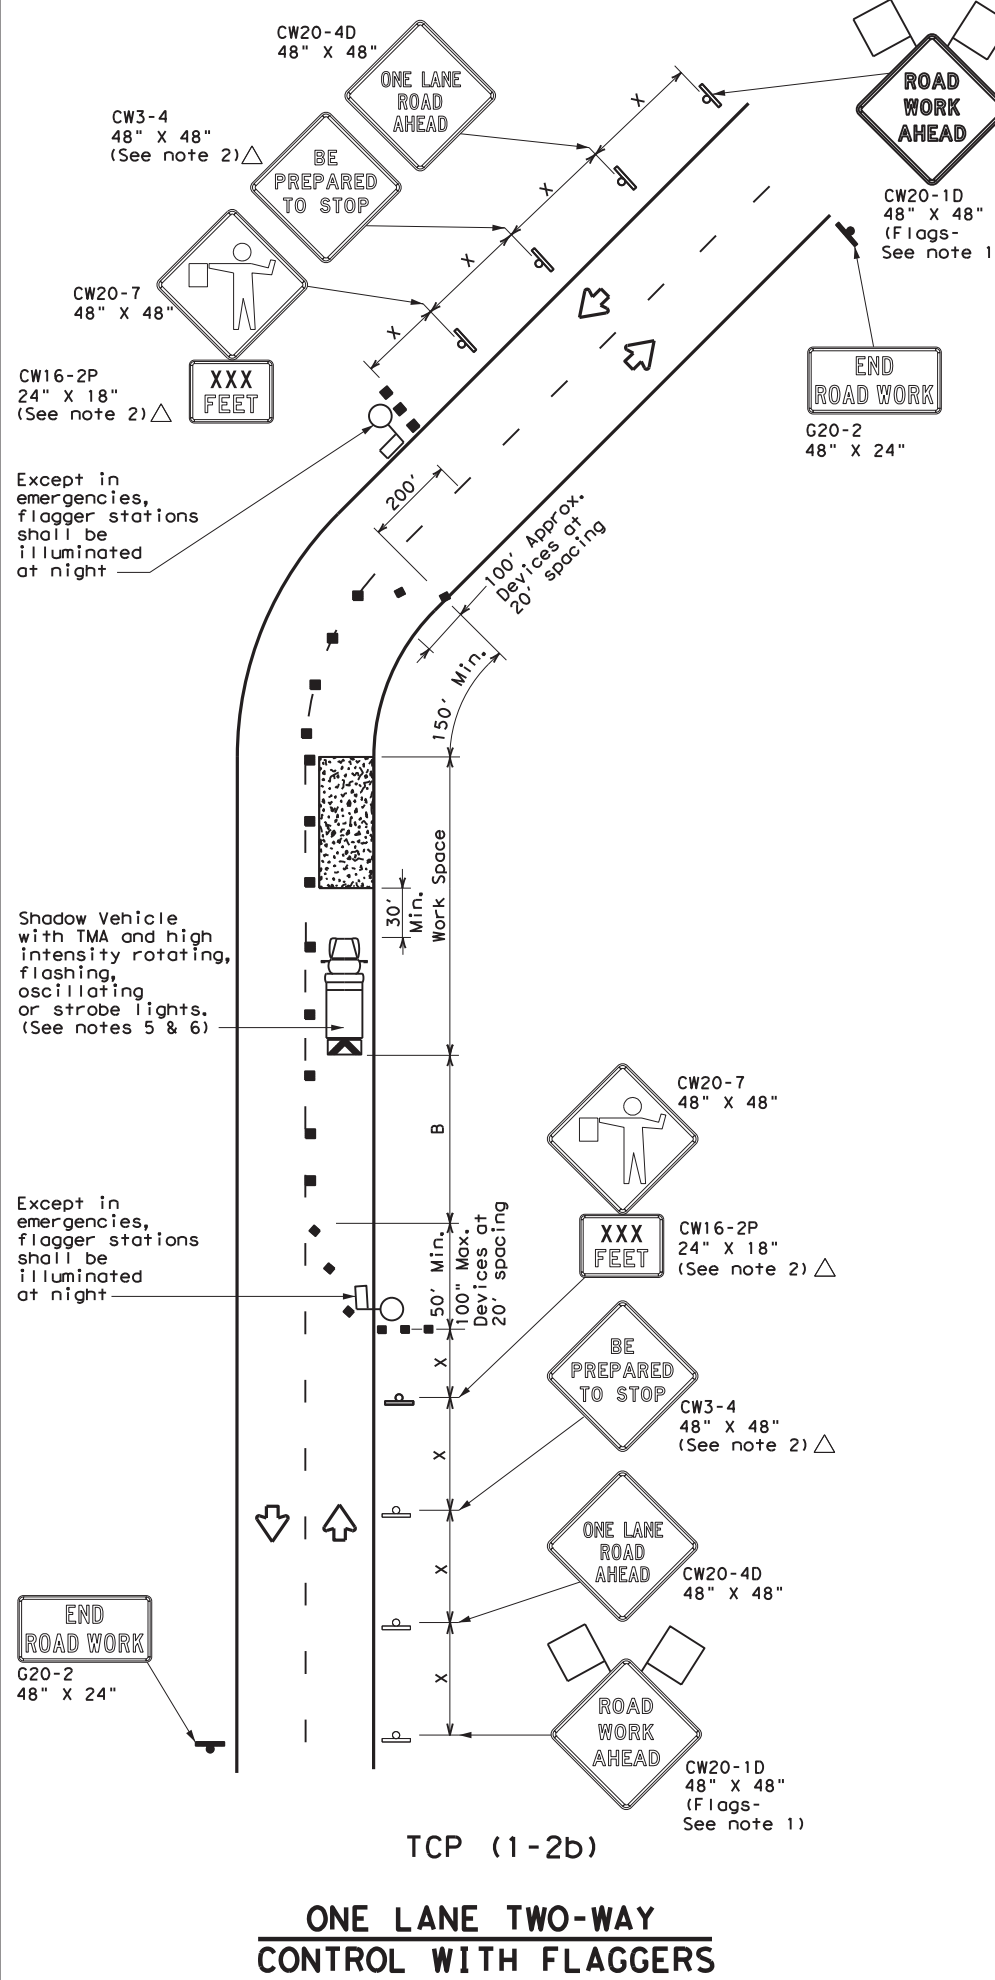 CW20-4D
48" X 48"
ONE LANE
ROAD
AHEAD
CW3-4
48" X 48"
(See note 2)
BE
PREPARED
TO STOP
CW20-7
48" X 48"
CW16-2P
24" X 18"
(See note 2)
XXX
FEET
X
X
X
X
ROAD
WORK
AHEAD
CW20-1D
48" X 48"
(Flags-
See note 1
END
ROAD WORK
G20-2
48" X 24"
Except in
emergencies,
flagger stations
shall be
illuminated
at night
200'
100' Approx.
Devices at
20' spacing
150' Min.
Work Space
30'
Min.
Shadow Vehicle
with TMA and high
intensity rotating,
flashing,
oscillating
or strobe lights.
(See notes 5 & 6)
B
Except in
emergencies,
flagger stations
shall be
illuminated
at night
50' Min.
100" Max.
Devices at
20' spacing
CW20-7
48" X 48"
XXX
FEET
CW16-2P
24" X 18"
(See note 2)
X
BE
PREPARED
TO STOP
CW3-4
48" X 48"
(See note 2)
X
ONE LANE
ROAD
AHEAD
CW20-4D
48" X 48"
X
END
ROAD WORK
G20-2
48" X 24"
X
ROAD
WORK
AHEAD
CW20-1D
48" X 48"
(Flags-
See note 1)
TCP (1-2b)
ONE LANE TWO-WAY
CONTROL WITH FLAGGERS